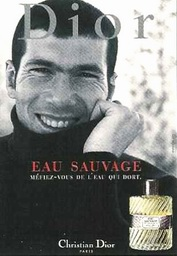 Dior
EAU SAUVAGE
MÉFIEZ-VOUS DE L'EAU QUI DORT.
Christian Dior
PARIS